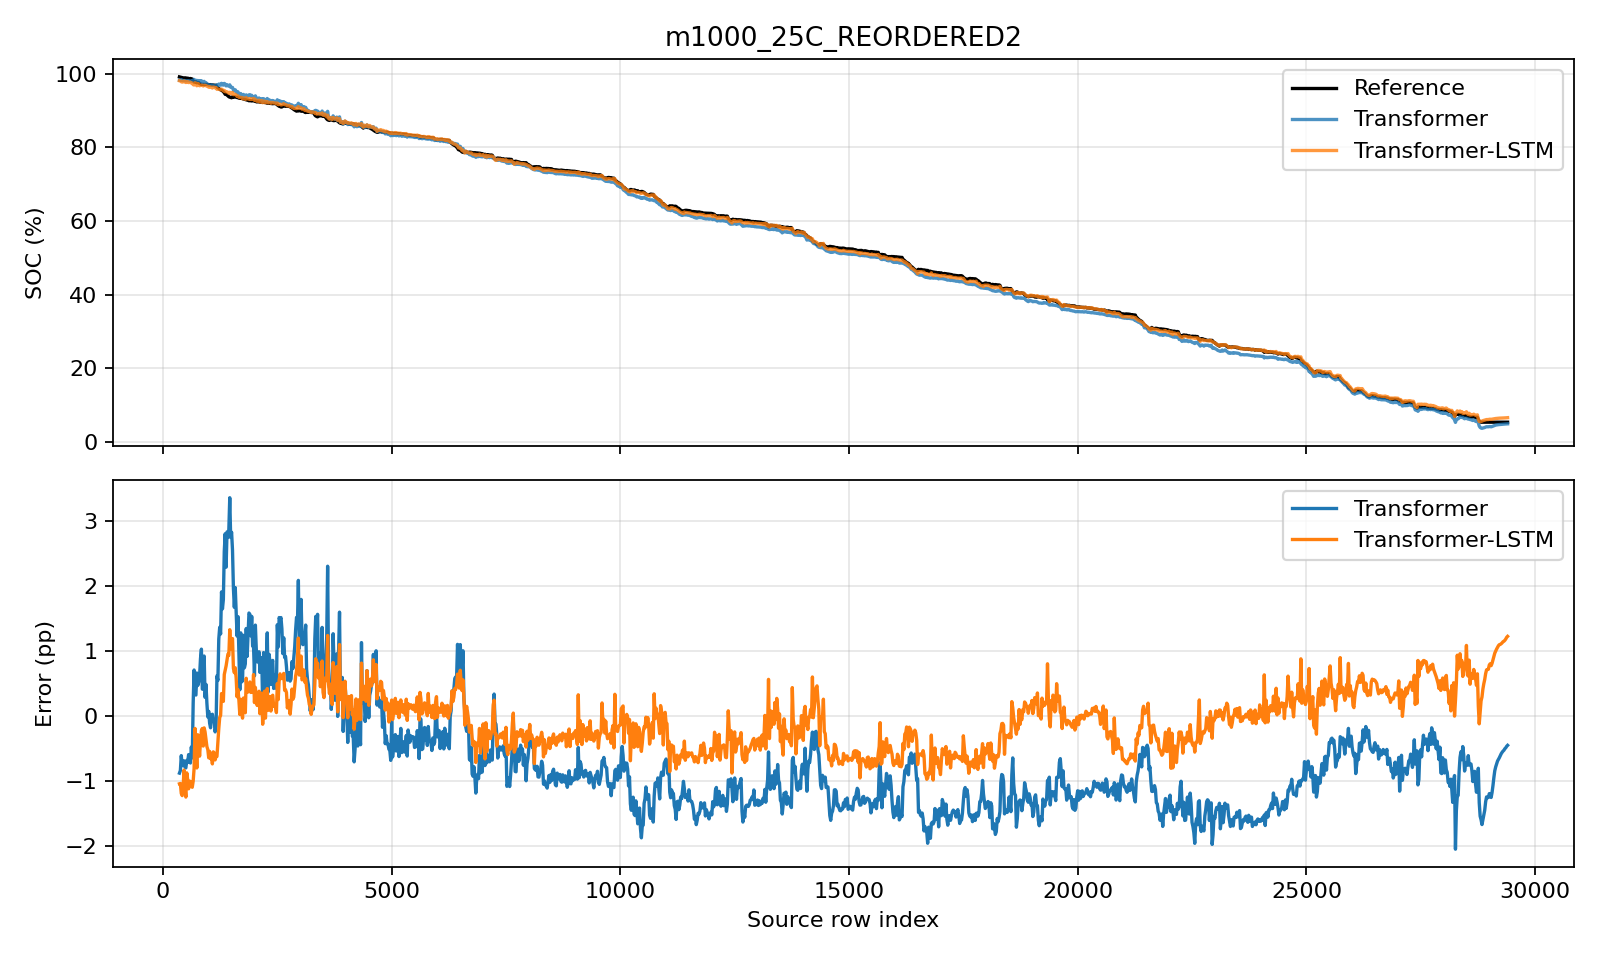 m1000_25C_REORDERED2
100
80
60
40
20
0
SOC (%)
Reference
Transformer
Transformer-LSTM
3
2
1
0
−1
−2
Error (pp)
Transformer
Transformer-LSTM
0
5000
10000
15000
20000
25000
30000
Source row index